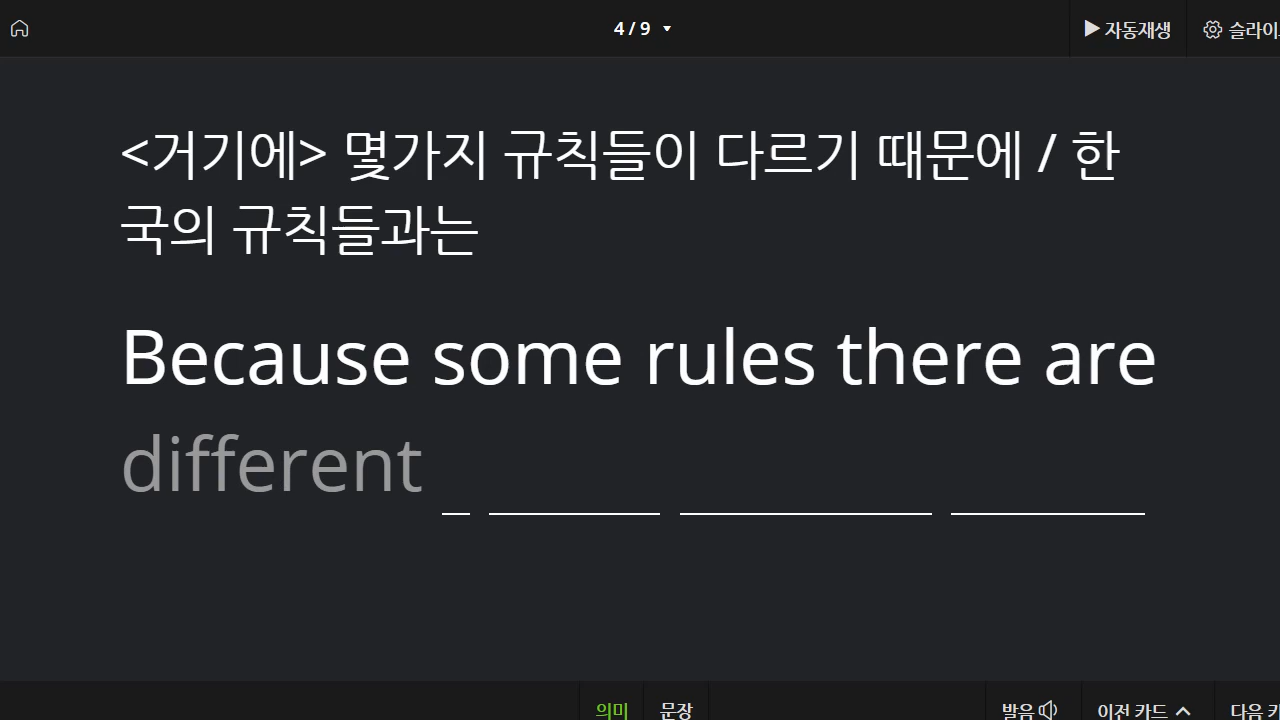 4 / 9
자동재생
슬라이
<거기에> 몇가지 규칙들이 다르기 때문에 / 한
국의 규칙들과는
Because some rules there are
different
의미
문장
발음
이전 카드
다음